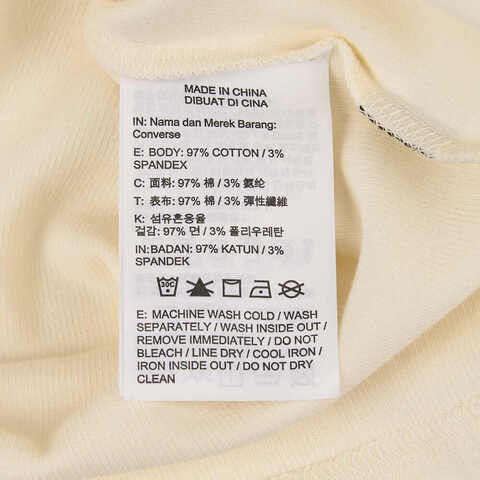 MADE IN CHINA
DIBUAT DI CINA
IN: Nama dan Merek Barang:
Converse
E: BODY: 97% COTTON / 3%
SPANDEX
C: 面料: 97% 棉 / 3% 氨纶
T: 表布: 97% 棉 / 3% 彈性纖維
K: 섬유혼용율
겉감: 97% 면 / 3% 폴리우레탄
IN: BADAN: 97% KATUN / 3%
SPANDEK
30C
E: MACHINE WASH COLD / WASH
SEPARATELY / WASH INSIDE OUT /
REMOVE IMMEDIATELY / DO NOT
BLEACH / LINE DRY / COOL IRON /
IRON INSIDE OUT / DO NOT DRY
CLEAN